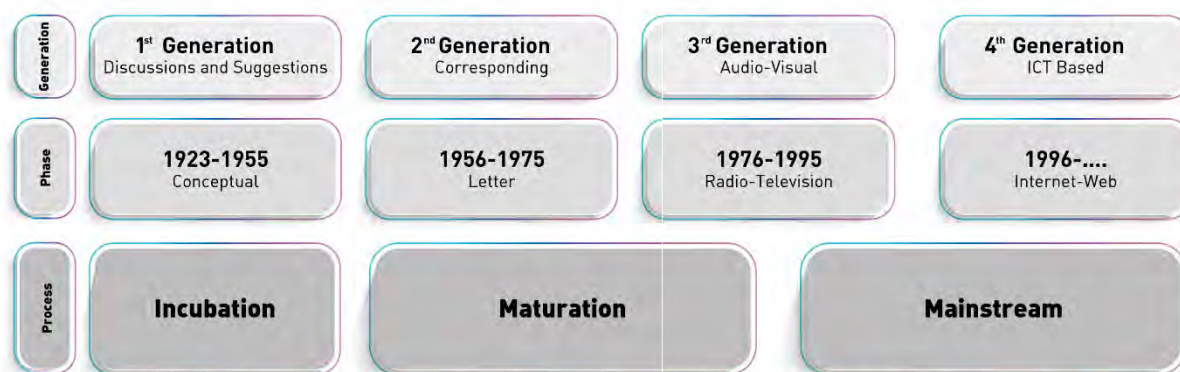 Generation
1st Generation
Discussions and Suggestions
2nd Generation
Corresponding
3rd Generation
Audio-Visual
4th Generation
ICT Based
Phase
1923-1955
Conceptual
1956-1975
Letter
1976-1995
Radio-Television
1996-....
Internet-Web
Process
Incubation
Maturation
Mainstream